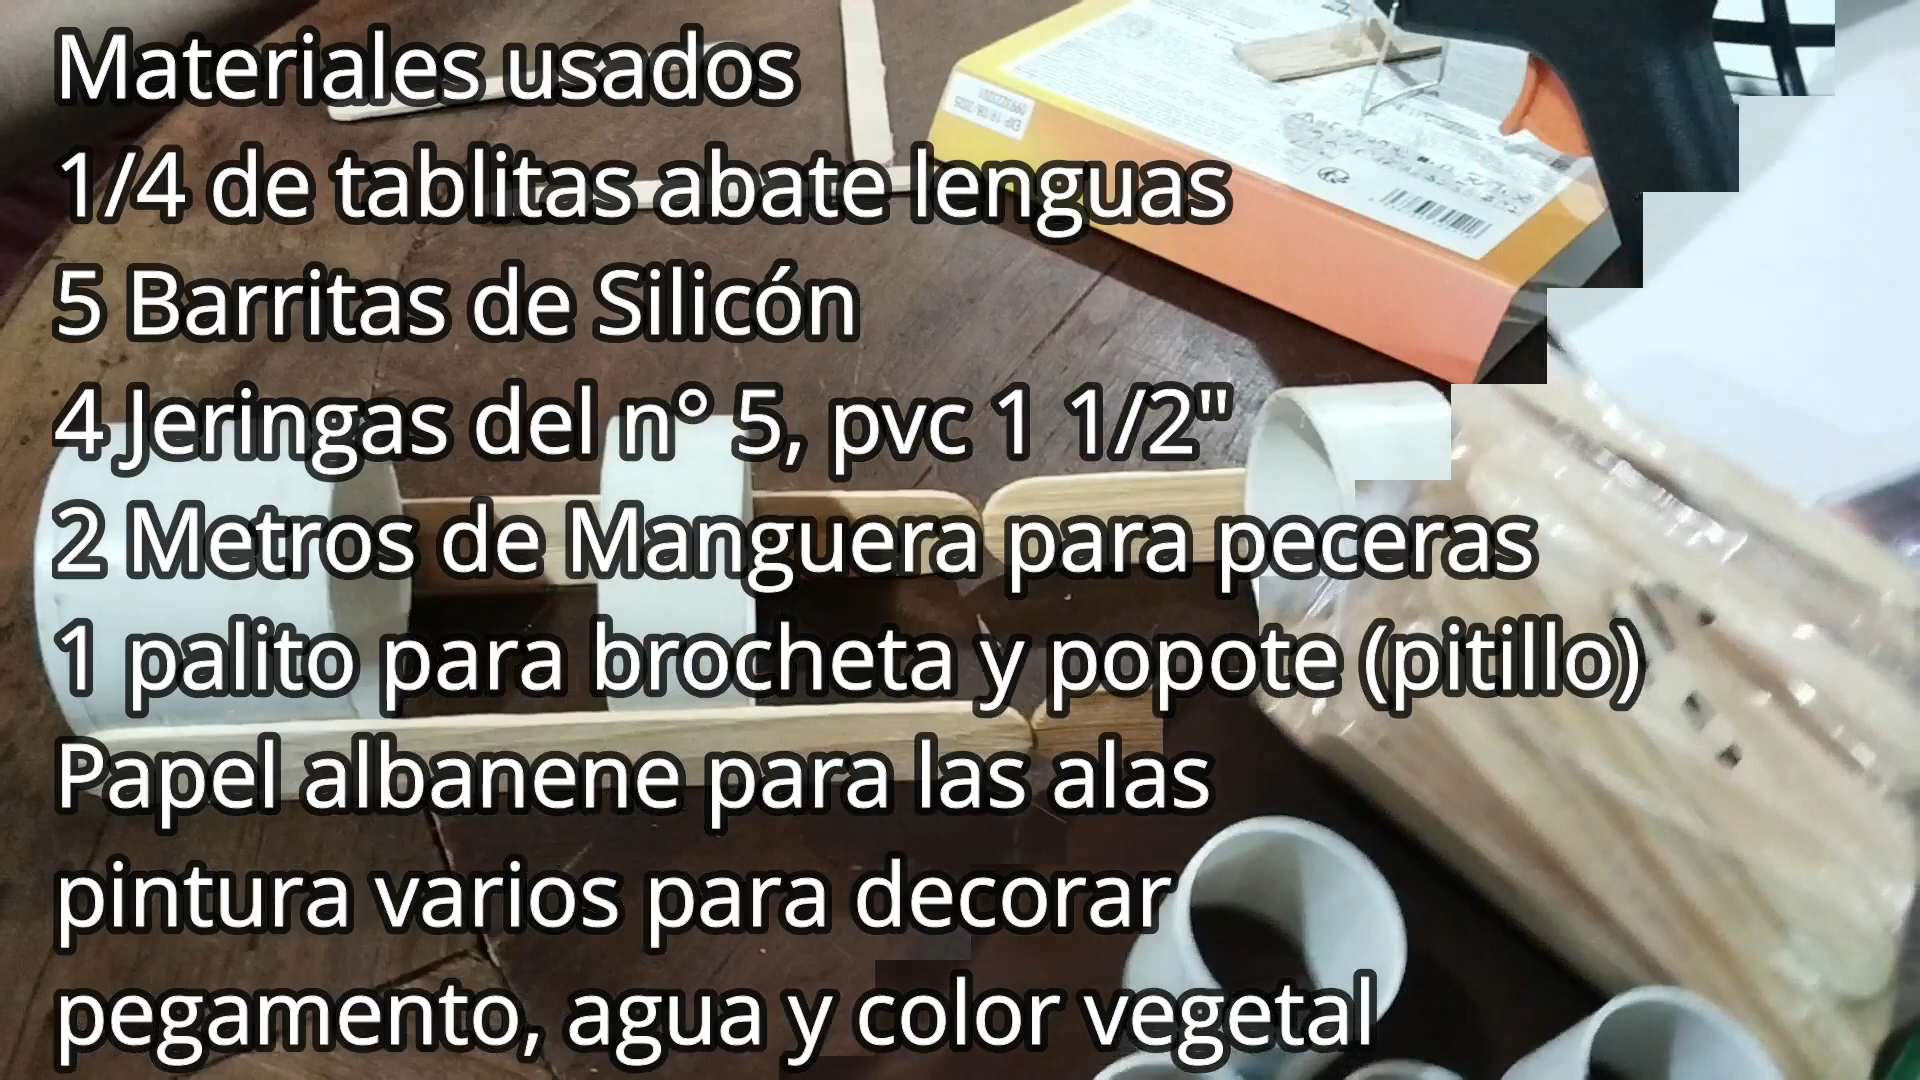 Materiales usados
1/4 de tablitas abate lenguas
5 Barritas de Silicón
4 Jeringas del n° 5, pvc 1 1/2"
2 Metros de Manguera para peceras
1 palito para brocheta y popote (pitillo)
Papel albanene para las alas
pintura varios para decorar
pegamento, agua y color vegetal